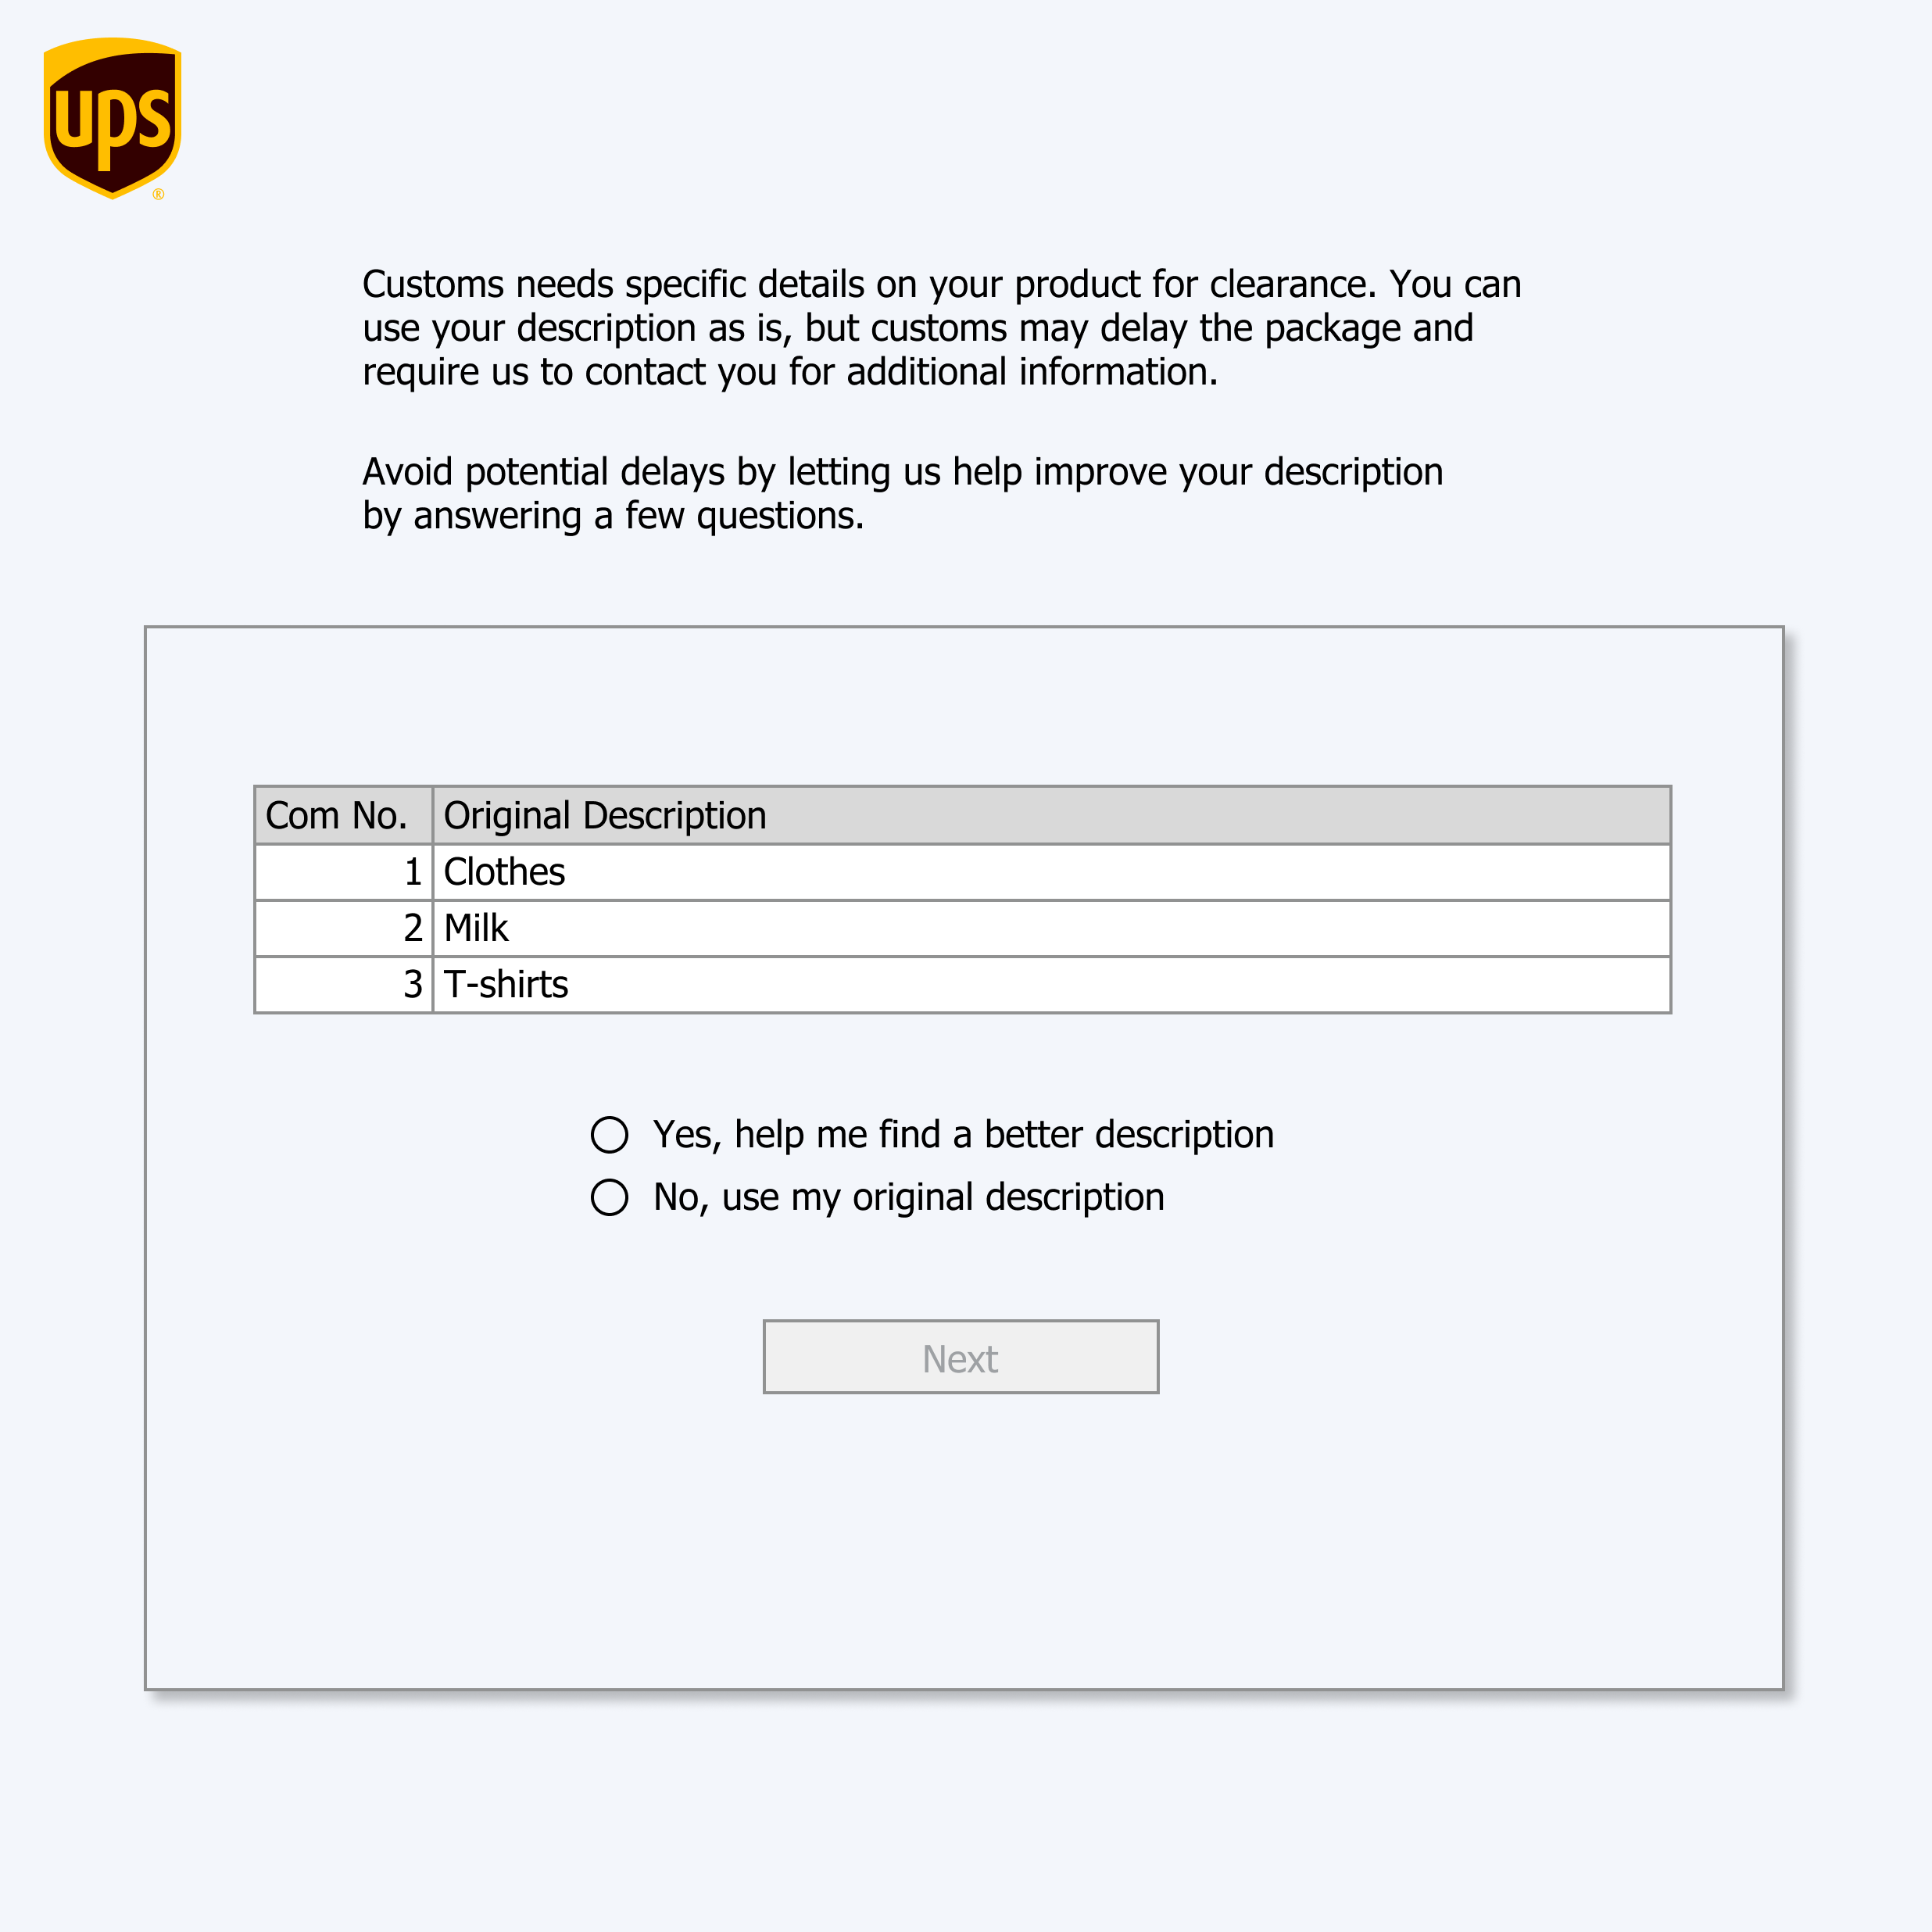 ups
®
Customs needs specific details on your product for clearance. You can
use your description as is, but customs may delay the package and
require us to contact you for additional information.
Avoid potential delays by letting us help improve your description
by answering a few questions.
Com No. Original Description
1 Clothes
2 Milk
3 T-shirts
Yes, help me find a better description
No, use my original description
Next